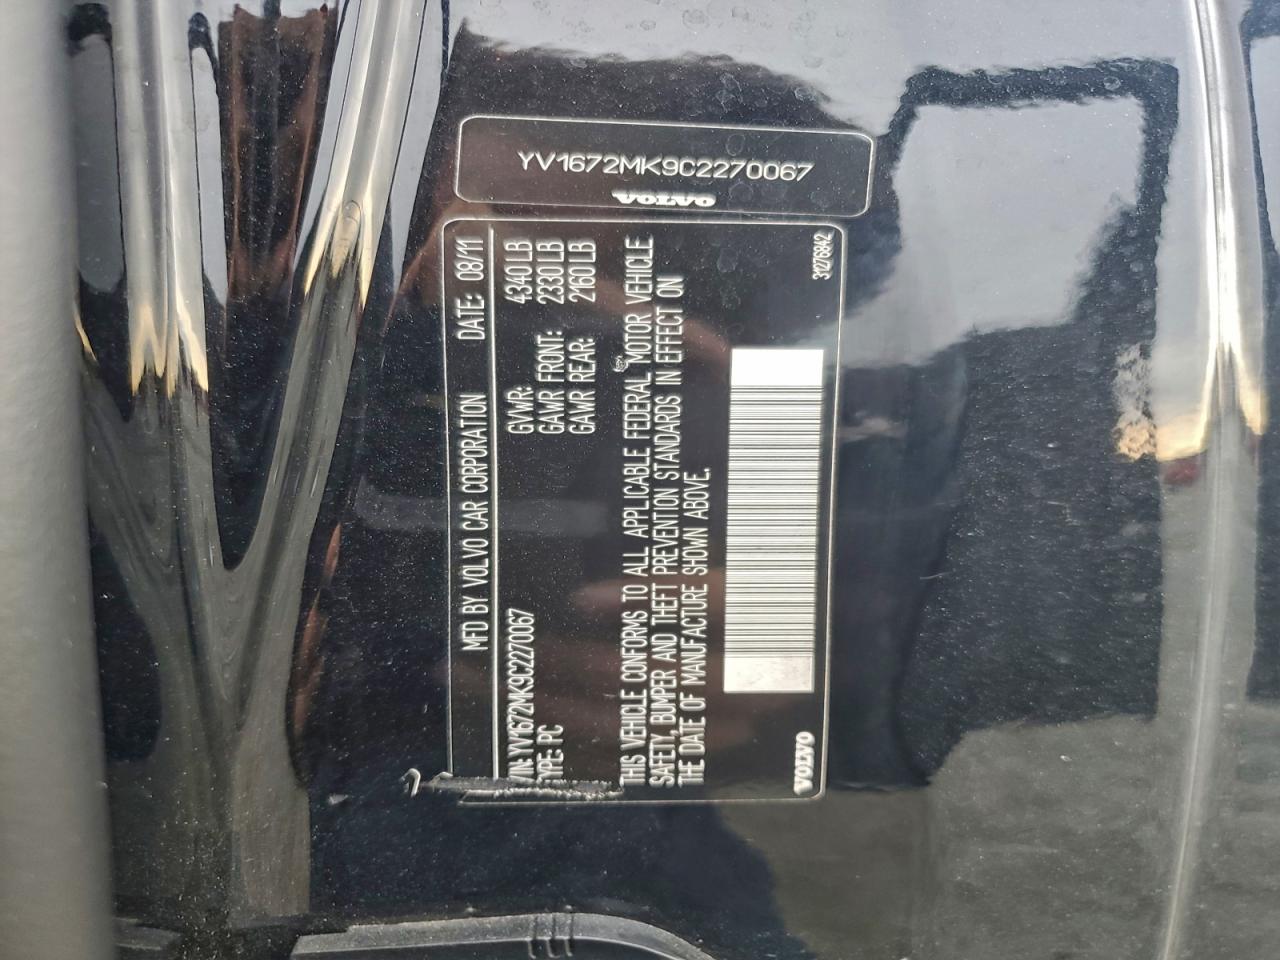 YV1672MK9C2270067
VOLVO
MFD BY VOLVO CAR CORPORATION DATE: 08/11
GVWR: 4340 LB
GAWR FRONT: 2330 LB
GAWR REAR: 2160 LB
VIN: YV1672MK9C2270067
TYPE: PC
THIS VEHICLE CONFORMS TO ALL APPLICABLE FEDERAL MOTOR VEHICLE
SAFETY, BUMPER AND THEFT PREVENTION STANDARDS IN EFFECT ON
THE DATE OF MANUFACTURE SHOWN ABOVE.
VOLVO
31276842